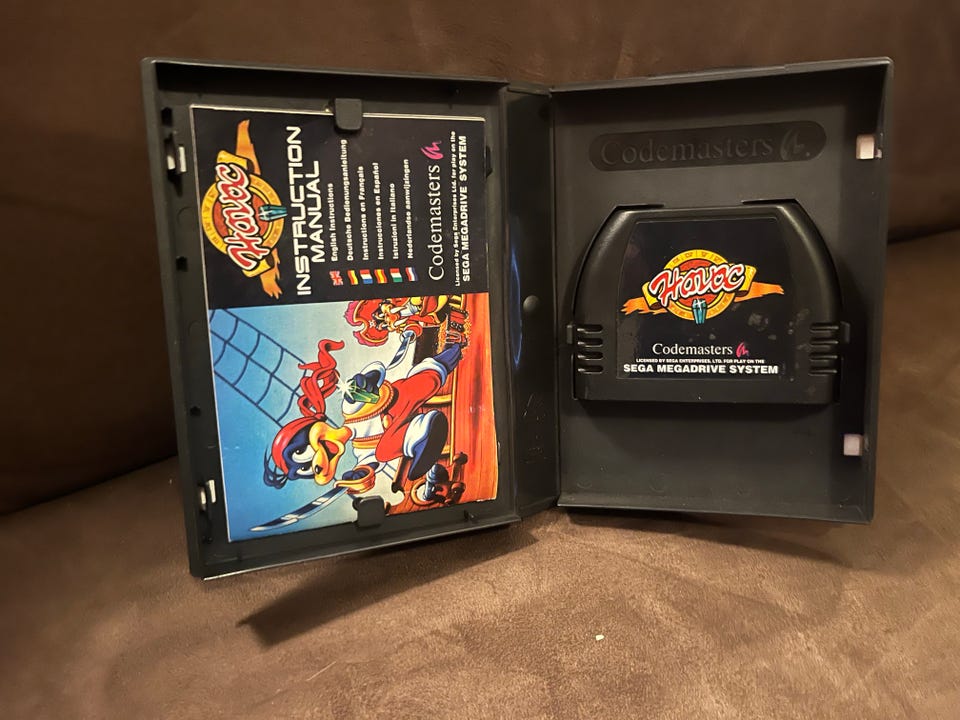 Havoc
INSTRUCTION
MANUAL
English Instructions
Deutsche Bedienungsanleitung
Instructions en Français
Instrucciones en Español
Istruzioni in Italiano
Nederlandse aanwijzingen
Codemasters
Licensed by Sega Enterprises Ltd. for play on the
SEGA MEGADRIVE SYSTEM
Codemasters
Havoc
Codemasters
LICENSED BY SEGA ENTERPRISES, LTD. FOR PLAY ON THE
SEGA MEGADRIVE SYSTEM